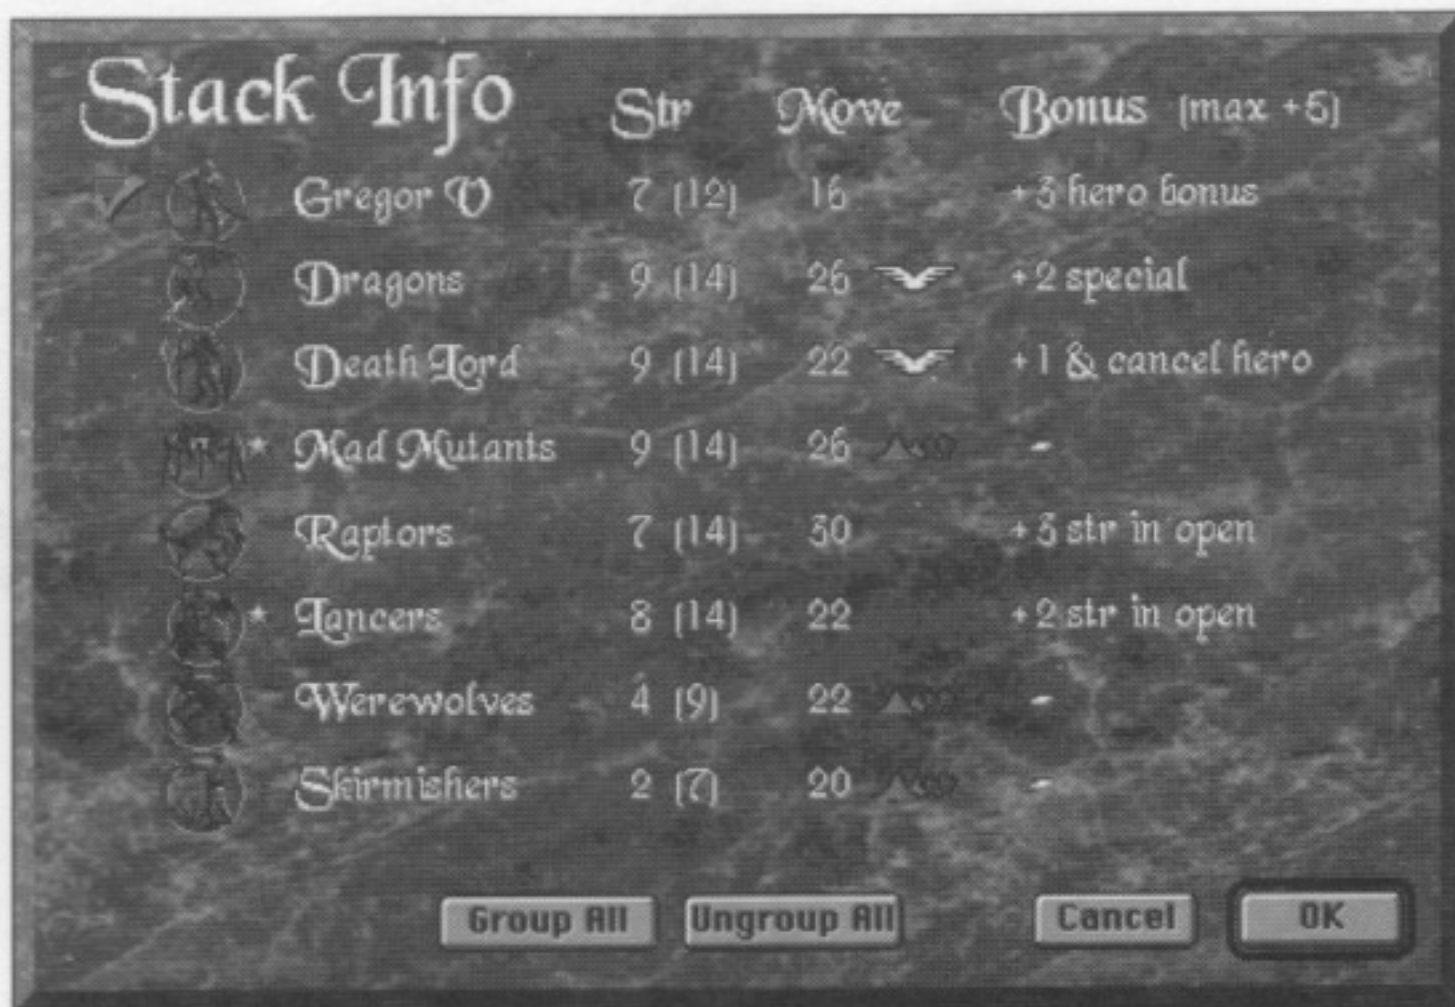 Stack Info Str Move Bonus (max +5)
Gregor V 7 (12) 16 +3 hero bonus
Dragons 9 (14) 26 +2 special
Death Lord 9 (14) 22 +1 & cancel hero
* Mad Mutants 9 (14) 26 -
Raptors 7 (14) 30 +3 str in open
* Lancers 8 (14) 22 +2 str in open
Werewolves 4 (9) 22 -
Skirmishers 2 (7) 20 -
Group All Ungroup All Cancel OK